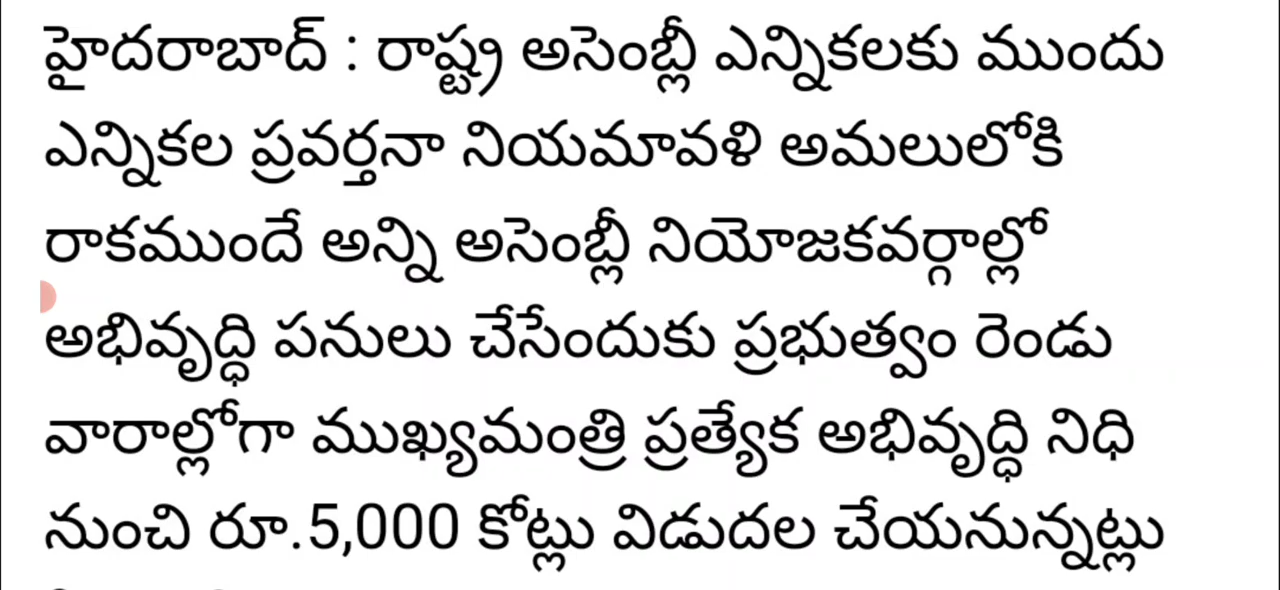 హైదరాబాద్ : రాష్ట్ర అసెంబ్లీ ఎన్నికలకు ముందు
ఎన్నికల ప్రవర్తనా నియమావళి అమలులోకి
రాకముందే అన్ని అసెంబ్లీ నియోజకవర్గాల్లో
అభివృద్ధి పనులు చేసేందుకు ప్రభుత్వం రెండు
వారాల్లోగా ముఖ్యమంత్రి ప్రత్యేక అభివృద్ధి నిధి
నుంచి రూ.5,000 కోట్లు విడుదల చేయనున్నట్లు